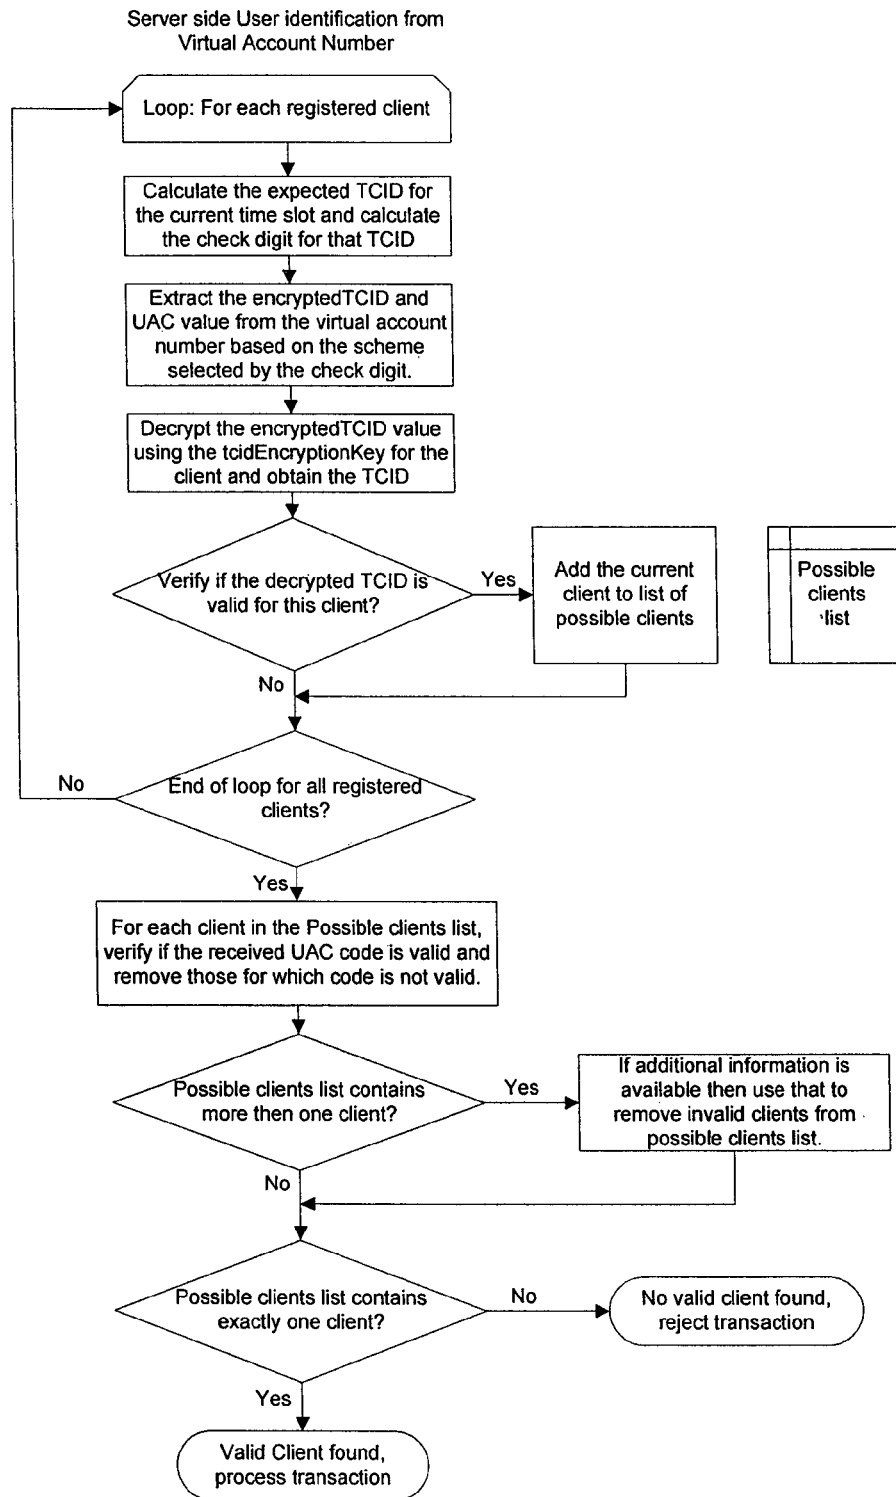 Server side User identification from
Virtual Account Number
Loop: For each registered client
Calculate the expected TCID for
the current time slot and calculate
the check digit for that TCID
Extract the encryptedTCID and
UAC value from the virtual account
number based on the scheme
selected by the check digit.
Decrypt the encryptedTCID value
using the tcidEncryptionKey for the
client and obtain the TCID
Verify if the decrypted TCID is
valid for this client?
Yes
Add the current
client to list of
possible clients
Possible
clients
list
No
End of loop for all registered
clients?
No
Yes
For each client in the Possible clients list,
verify if the received UAC code is valid and
remove those for which code is not valid.
Possible clients list contains
more then one client?
Yes
If additional information is
available then use that to
remove invalid clients from
possible clients list.
No
Possible clients list contains
exactly one client?
No
No valid client found,
reject transaction
Yes
Valid Client found,
process transaction